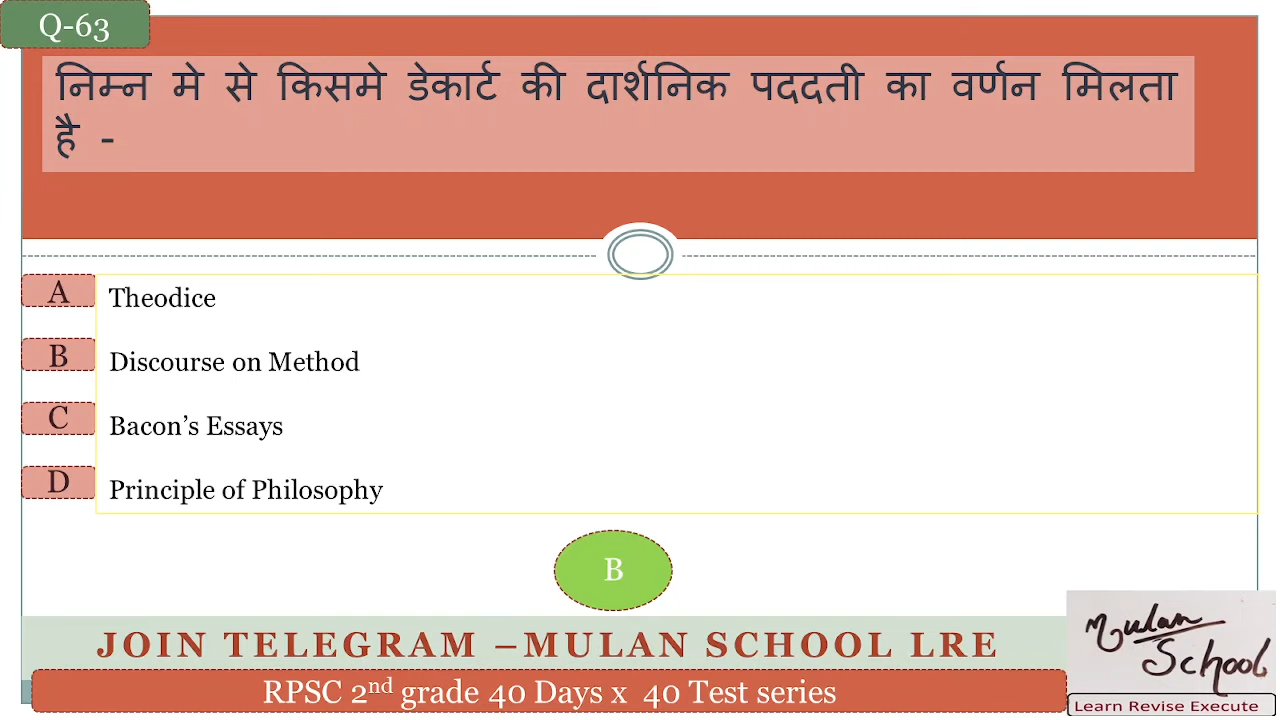 Q-63
निम्न मे से किसमे डेकार्ट की दार्शनिक पददती का वर्णन मिलता
है -
A Theodice
B Discourse on Method
C Bacon’s Essays
D Principle of Philosophy
B
JOIN TELEGRAM –MULAN SCHOOL LRE
RPSC 2nd grade 40 Days x 40 Test series
Mulan
School
Learn Revise Execute